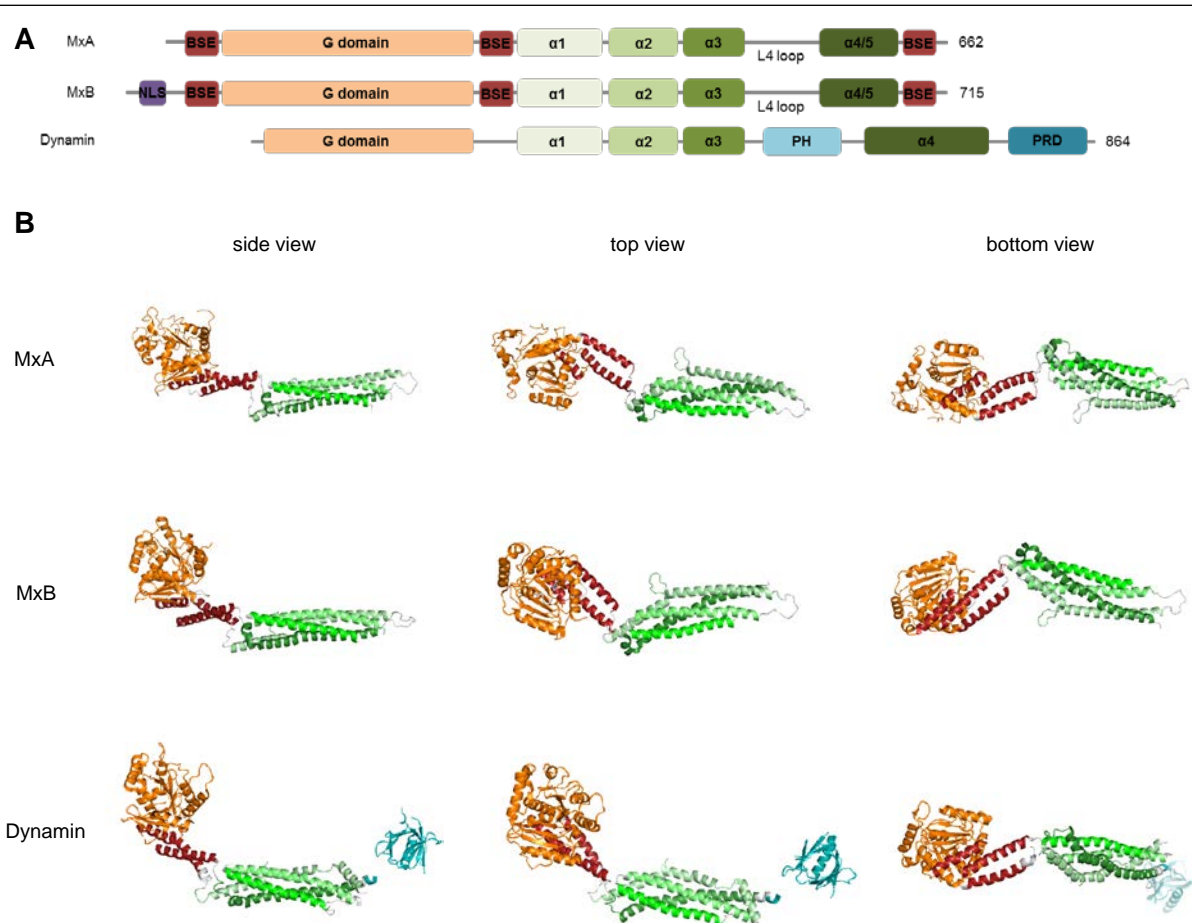 A
MxA BSE G domain BSE α1 α2 α3 L4 loop α4/5 BSE 662
MxB NLS BSE G domain BSE α1 α2 α3 L4 loop α4/5 BSE 715
Dynamin G domain α1 α2 α3 PH α4 PRD 864
B
side view top view bottom view
MxA
MxB
Dynamin